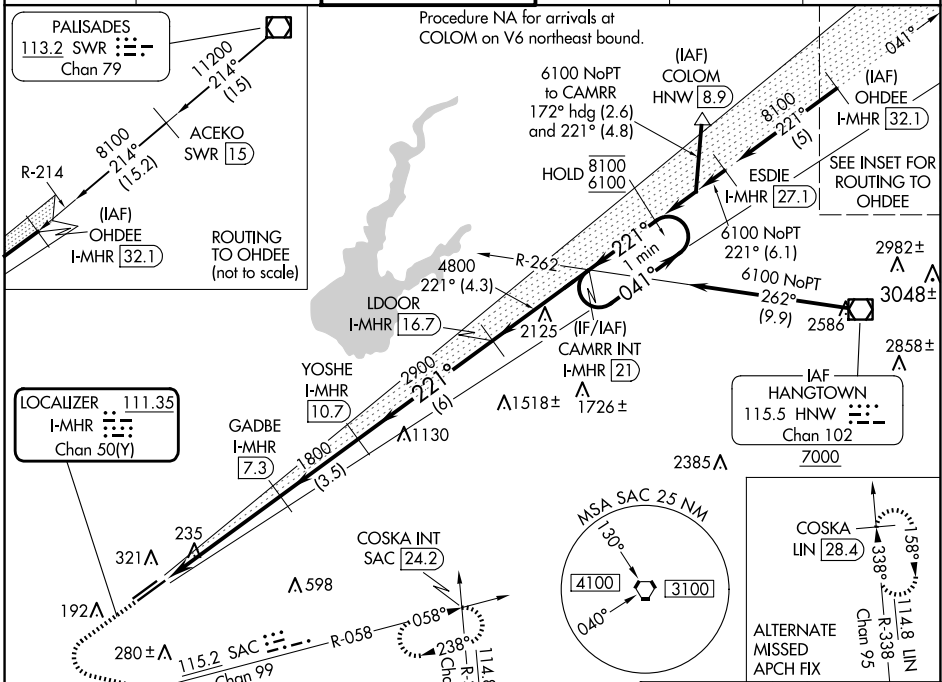 PALISADES
113.2 SWR
Chan 79
11200
214°
(15)
ACEKO
SWR 15
8100
214°
(15.2)
R-214
(IAF)
OHDEE
I-MHR 32.1
ROUTING
TO OHDEE
(not to scale)
Procedure NA for arrivals at
COLOM on V6 northeast bound.
6100 NoPT
to CAMRR
172° hdg (2.6)
and 221° (4.8)
(IAF)
COLOM
HNW 8.9
041°
(IAF)
OHDEE
I-MHR 32.1
8100
221°
(5)
HOLD 8100
6100
ESDIE
I-MHR 27.1
SEE INSET FOR
ROUTING TO
OHDEE
221°
1 min
041°
6100 NoPT
221° (6.1)
R-262
6100 NoPT
262°
(9.9)
2982±
3048±
2586
2858±
4800
221° (4.3)
LDOOR
I-MHR 16.7
2125
(IF/IAF)
CAMRR INT
I-MHR 21
IAF
HANGTOWN
115.5 HNW
Chan 102
7000
YOSHE
I-MHR
10.7
2900
221°
(6)
1518±
1726±
1130
LOCALIZER 111.35
I-MHR
Chan 50(Y)
GADBE
I-MHR
7.3
1800
(3.5)
2385
MSA SAC 25 NM
130°
4100
3100
040°
COSKA
LIN 28.4
158°
338°
114.8 LIN
R-338
Chan 95
ALTERNATE
MISSED
APCH FIX
COSKA INT
SAC 24.2
235
321
598
192
280±
115.2 SAC
Chan 99
R-058
058°
238°